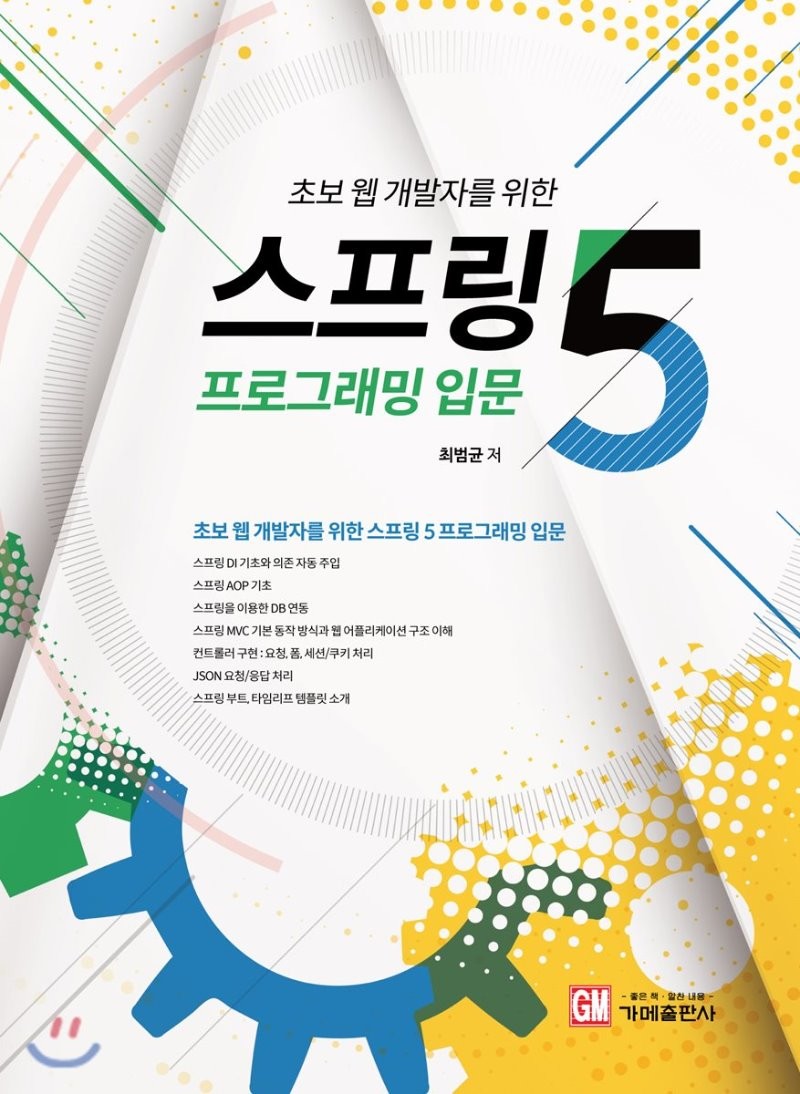 초보 웹 개발자를 위한
스프링 5
프로그래밍 입문
최범균 저
초보 웹 개발자를 위한 스프링 5 프로그래밍 입문
스프링 DI 기초와 의존 자동 주입
스프링 AOP 기초
스프링을 이용한 DB 연동
스프링 MVC 기본 동작 방식과 웹 어플리케이션 구조 이해
컨트롤러 구현 : 요청, 폼, 세션/쿠키 처리
JSON 요청/응답 처리
스프링 부트, 타임리프 템플릿 소개
GM
- 좋은 책 · 알찬 내용 -
가메출판사